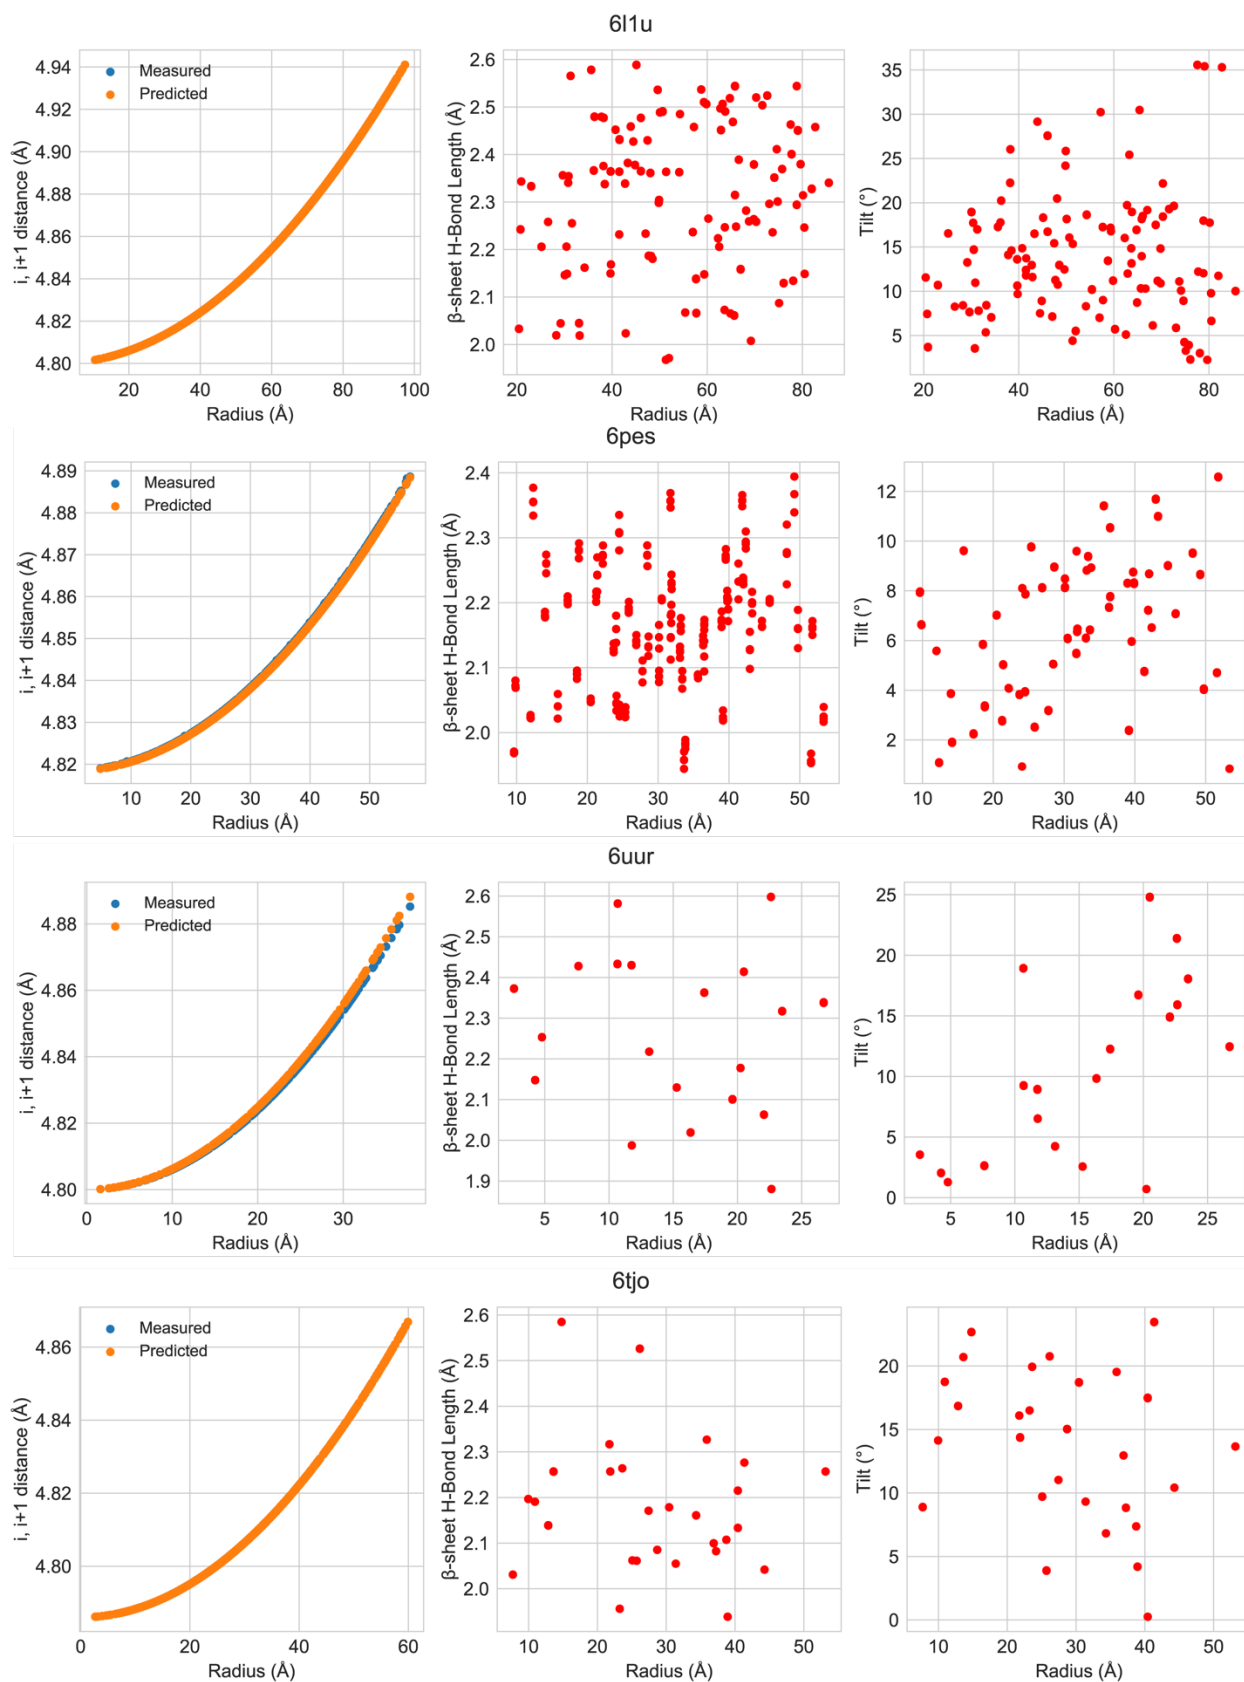 6l1u
4.94
4.92
4.90
4.88
4.86
4.84
4.82
4.80
i, i+1 distance (Å)
Measured
Predicted
20 40 60 80 100
Radius (Å)
2.6
2.5
2.4
2.3
2.2
2.1
2.0
β-sheet H-Bond Length (Å)
20 30 40 50 60 70 80
Radius (Å)
35
30
25
20
15
10
5
Tilt (°)
20 30 40 50 60 70 80
Radius (Å)
6pes
4.89
4.88
4.87
4.86
4.85
4.84
4.83
4.82
i, i+1 distance (Å)
Measured
Predicted
10 20 30 40 50
Radius (Å)
2.4
2.3
2.2
2.1
2.0
β-sheet H-Bond Length (Å)
10 15 20 25 30 35 40 45 50
Radius (Å)
12
10
8
6
4
2
Tilt (°)
10 20 30 40 50
Radius (Å)
6uur
4.88
4.86
4.84
4.82
4.80
i, i+1 distance (Å)
Measured
Predicted
0 10 20 30
Radius (Å)
2.6
2.5
2.4
2.3
2.2
2.1
2.0
1.9
β-sheet H-Bond Length (Å)
5 10 15 20 25
Radius (Å)
25
20
15
10
5
0
Tilt (°)
5 10 15 20 25
Radius (Å)
6tjo
4.86
4.84
4.82
4.80
i, i+1 distance (Å)
Measured
Predicted
0 20 40 60
Radius (Å)
2.6
2.5
2.4
2.3
2.2
2.1
2.0
β-sheet H-Bond Length (Å)
10 20 30 40 50
Radius (Å)
20
15
10
5
0
Tilt (°)
10 20 30 40 50
Radius (Å)